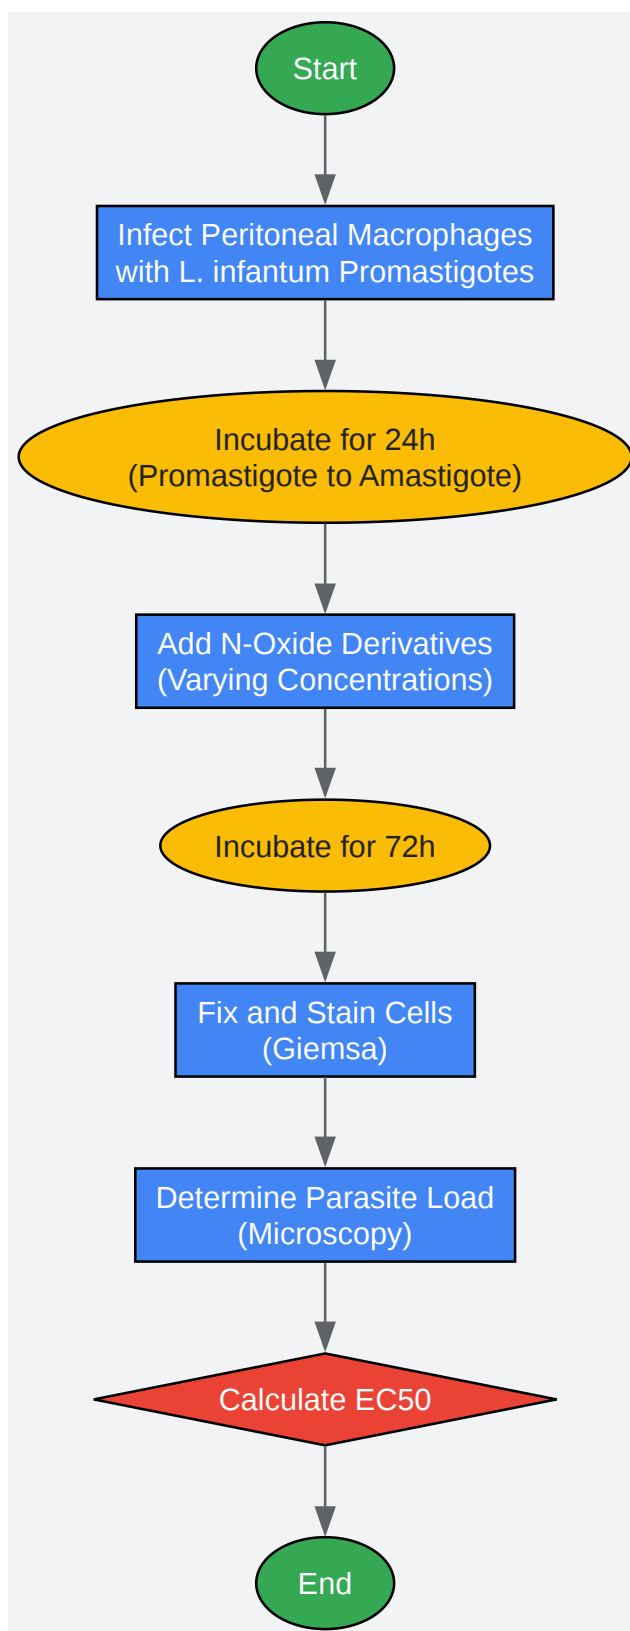 Start
Infect Peritoneal Macrophages
with L. infantum Promastigotes
Incubate for 24h
(Promastigote to Amastigote)
Add N-Oxide Derivatives
(Varying Concentrations)
Incubate for 72h
Fix and Stain Cells
(Giemsa)
Determine Parasite Load
(Microscopy)
Calculate EC50
End